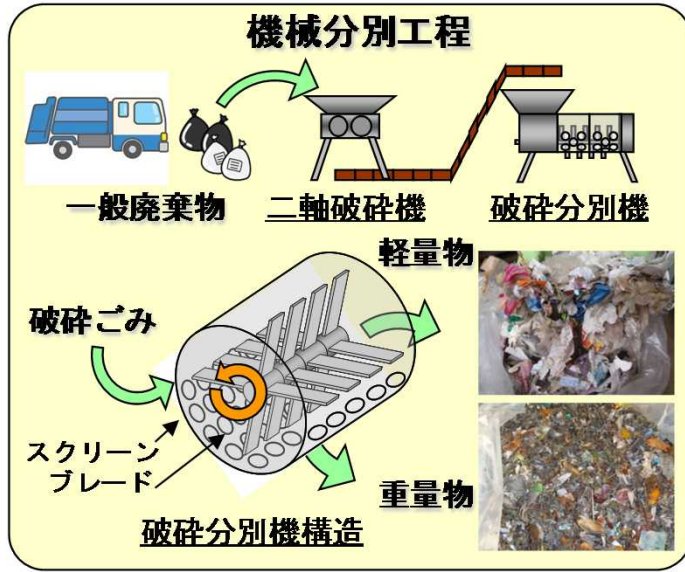 機械分別工程
一般廃棄物
二軸破砕機
破砕分別機
軽量物
破砕ごみ
スクリーン
ブレード
重量物
破砕分別機構造